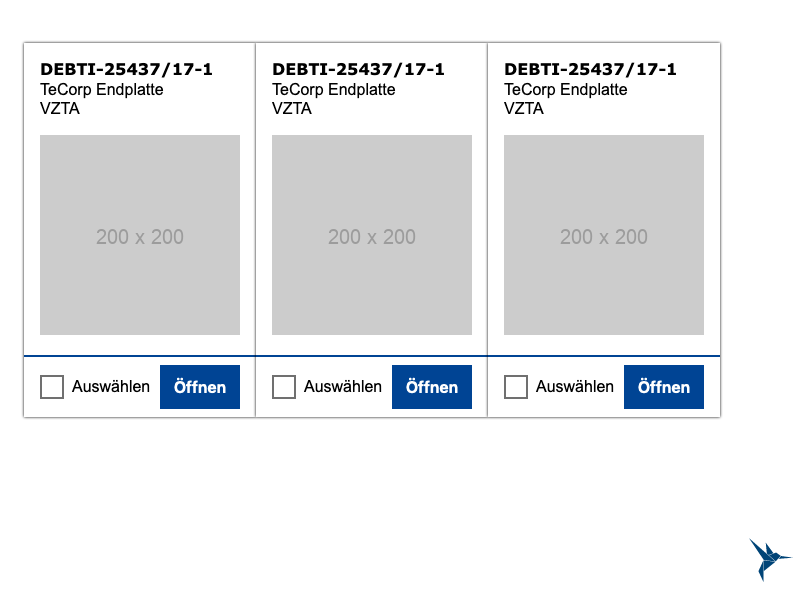 DEBTI-25437/17-1
TeCorp Endplatte
VZTA
200 x 200
Auswählen
Öffnen
DEBTI-25437/17-1
TeCorp Endplatte
VZTA
200 x 200
Auswählen
Öffnen
DEBTI-25437/17-1
TeCorp Endplatte
VZTA
200 x 200
Auswählen
Öffnen